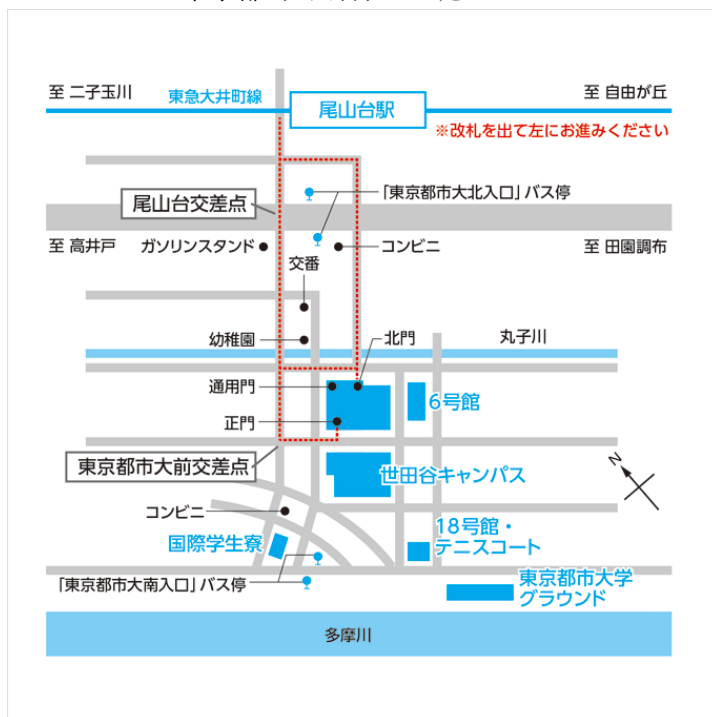 至 二子玉川
東急大井町線
尾山台駅
至 自由が丘
※改札を出て左にお進みください
尾山台交差点
「東京都市大北入口」バス停
至 高井戸
ガソリンスタンド
コンビニ
至 田園調布
交番
幼稚園
北門
丸子川
通用門
6号館
正門
東京都市大前交差点
世田谷キャンパス
N
コンビニ
国際学生寮
18号館・
テニスコート
「東京都市大南入口」バス停
東京都市大学
グラウンド
多摩川